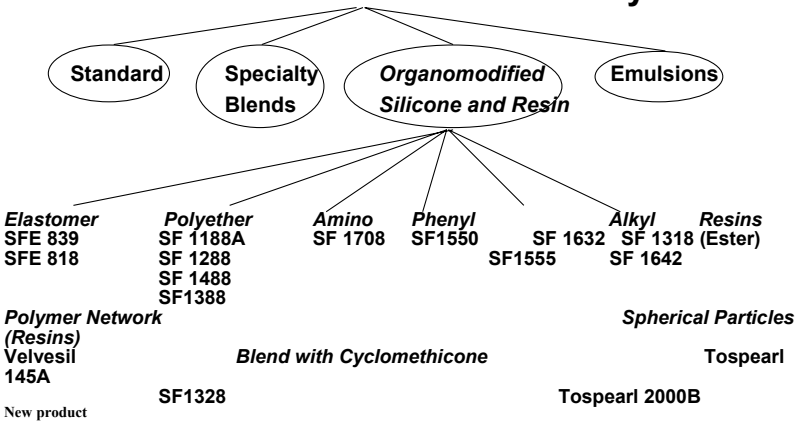 Standard Specialty Blends Organomodified Silicone and Resin Emulsions
Elastomer Polyether Amino Phenyl Alkyl Resins
SFE 839 SF 1188A SF 1708 SF1550 SF 1632 SF 1318 (Ester)
SFE 818 SF 1288 SF1555 SF 1642
SF 1488
SF1388
Polymer Network Spherical Particles
(Resins)
Velvesil Blend with Cyclomethicone Tospearl
145A
SF1328 Tospearl 2000B
New product